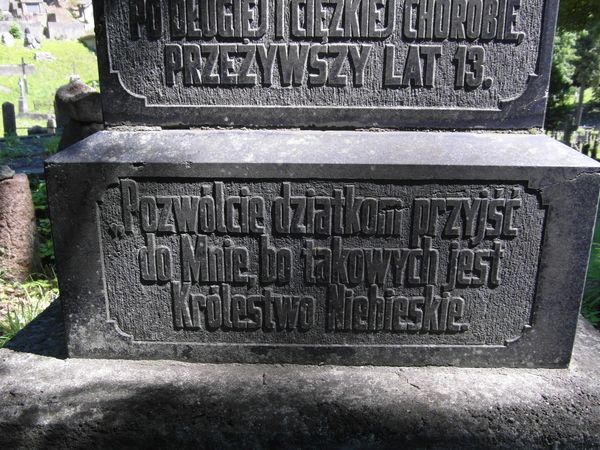 PO DŁUGIEJ I CIĘŻKIEJ CHOROBIE,
PRZEŻYWSZY LAT 13.
„Pozwólcie dziatkom przyjść
do Mnie, bo takowych jest
Królestwo Niebieskie.